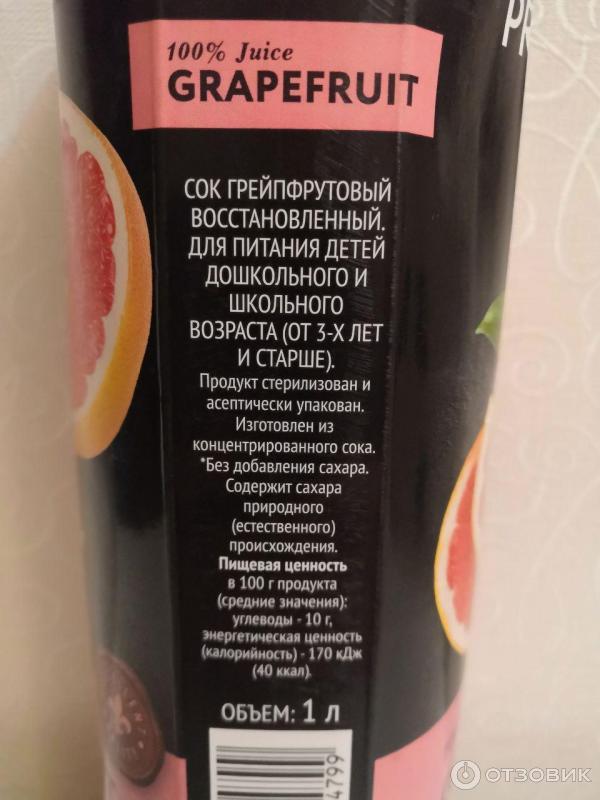 100% Juice
GRAPEFRUIT
СОК ГРЕЙПФРУТОВЫЙ
ВОССТАНОВЛЕННЫЙ.
ДЛЯ ПИТАНИЯ ДЕТЕЙ
ДОШКОЛЬНОГО И
ШКОЛЬНОГО
ВОЗРАСТА (ОТ 3-Х ЛЕТ
И СТАРШЕ).
Продукт стерилизован и
асептически упакован.
Изготовлен из
концентрированного сока.
*Без добавления сахара.
Содержит сахара
природного
(естественного)
происхождения.
Пищевая ценность
в 100 г продукта
(средние значения):
углеводы - 10 г,
энергетическая ценность
(калорийность) - 170 кДж
(40 ккал).
ОБЪЕМ: 1 л
4799
ОТЗОВИК